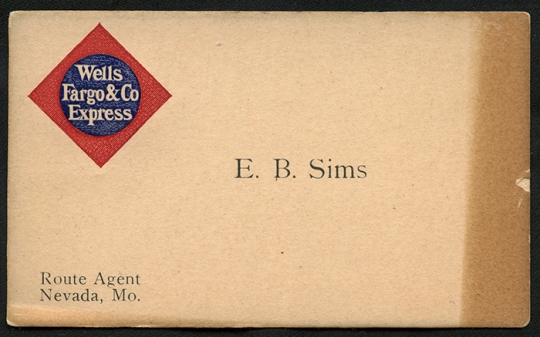 Wells
Fargo & Co
Express
E. B. Sims
Route Agent
Nevada, Mo.